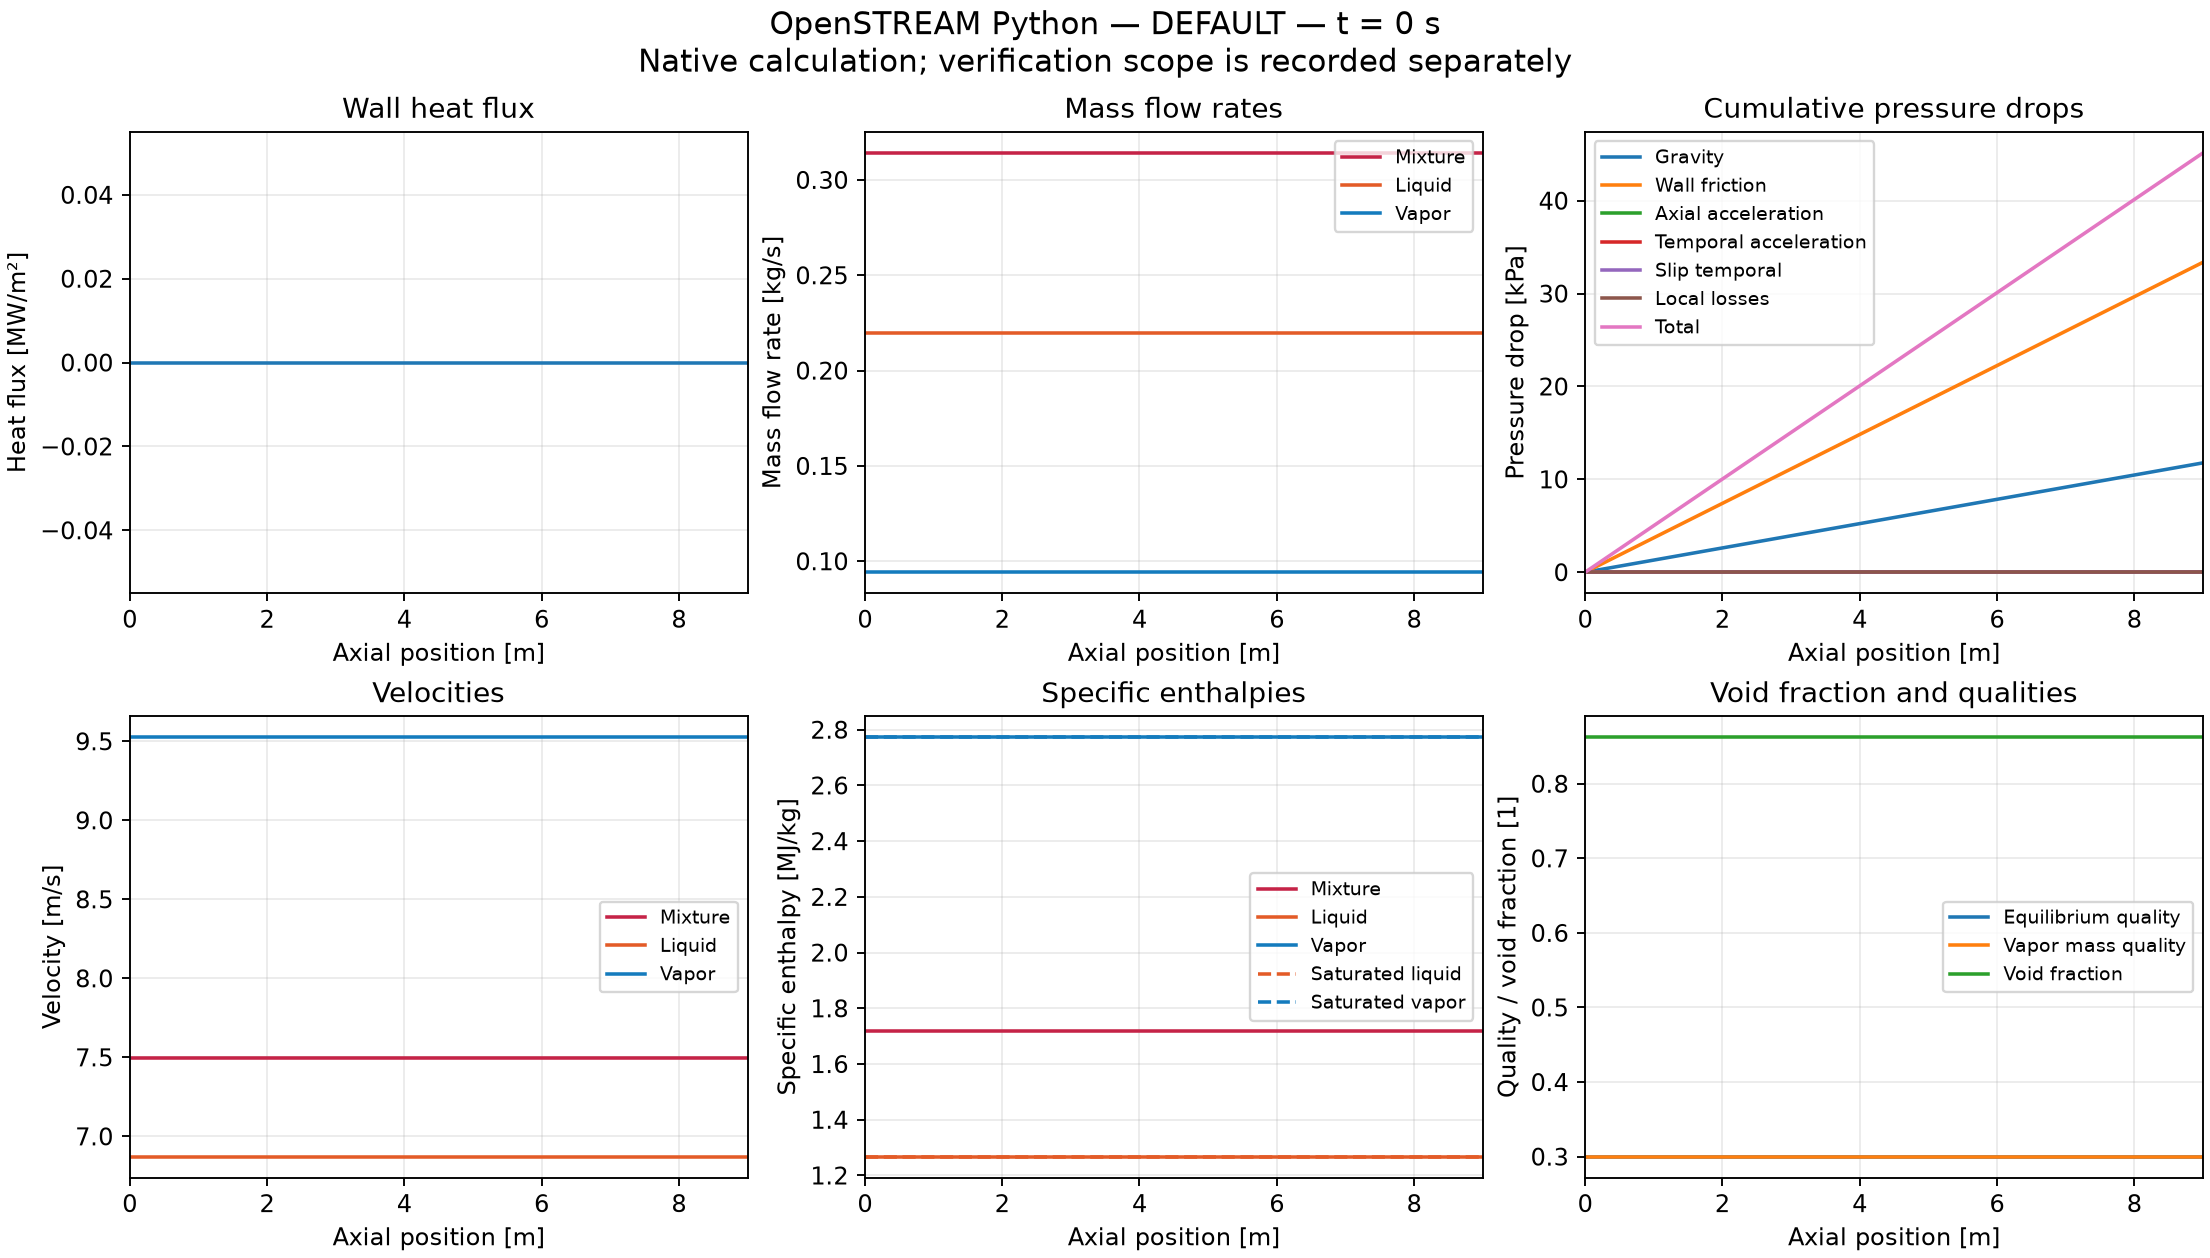 OpenSTREAM Python — DEFAULT — t = 0 s
Native calculation; verification scope is recorded separately
Wall heat flux
Heat flux [MW/m²]
0.04
0.02
0.00
−0.02
−0.04
0 2 4 6 8
Axial position [m]
Mass flow rates
Mass flow rate [kg/s]
0.30
0.25
0.20
0.15
0.10
Mixture
Liquid
Vapor
0 2 4 6 8
Axial position [m]
Cumulative pressure drops
Pressure drop [kPa]
40
30
20
10
0
Gravity
Wall friction
Axial acceleration
Temporal acceleration
Slip temporal
Local losses
Total
0 2 4 6 8
Axial position [m]
Velocities
Velocity [m/s]
9.5
9.0
8.5
8.0
7.5
7.0
Mixture
Liquid
Vapor
0 2 4 6 8
Axial position [m]
Specific enthalpies
Specific enthalpy [MJ/kg]
2.8
2.6
2.4
2.2
2.0
1.8
1.6
1.4
1.2
Mixture
Liquid
Vapor
Saturated liquid
Saturated vapor
0 2 4 6 8
Axial position [m]
Void fraction and qualities
Quality / void fraction [1]
0.8
0.7
0.6
0.5
0.4
0.3
Equilibrium quality
Vapor mass quality
Void fraction
0 2 4 6 8
Axial position [m]